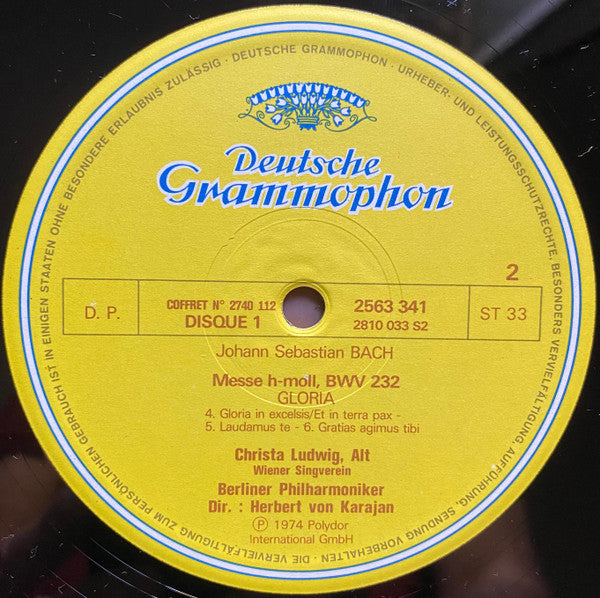 DEUTSCHE GRAMMOPHON · URHEBER- UND LEISTUNGSSCHUTZRECHTE, BESONDERS VERVIELFÄLTIGUNG, AUFFÜHRUNG, SENDUNG VORBEHALTEN · DIE VERVIELFÄLTIGUNG ZUM PERSÖNLICHEN GEBRAUCH IST IN EINIGEN STAATEN OHNE BESONDERE ERLAUBNIS ZULÄSSIG ·
Deutsche
Grammophon
2
D. P.
COFFRET N° 2740 112
DISQUE 1
2563 341
2810 033 S2
ST 33
Johann Sebastian BACH
Messe h-moll, BWV 232
GLORIA
4. Gloria in excelsis/Et in terra pax -
5. Laudamus te - 6. Gratias agimus tibi
Christa Ludwig, Alt
Wiener Singverein
Berliner Philharmoniker
Dir. : Herbert von Karajan
Ⓟ 1974 Polydor
International GmbH